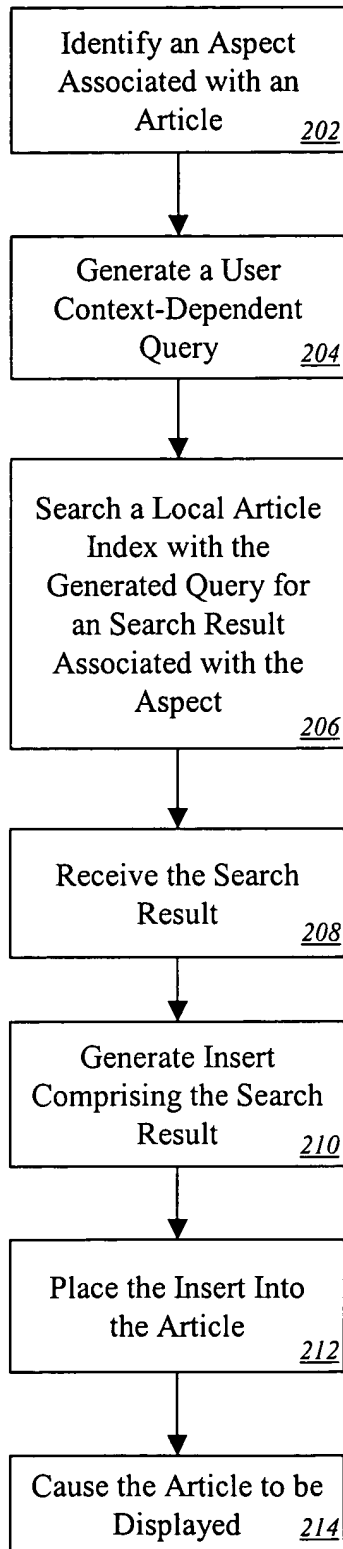 Identify an Aspect
Associated with an
Article
202
Generate a User
Context-Dependent
Query
204
Search a Local Article
Index with the
Generated Query for
an Search Result
Associated with the
Aspect
206
Receive the Search
Result
208
Generate Insert
Comprising the Search
Result
210
Place the Insert Into
the Article
212
Cause the Article to be
Displayed
214